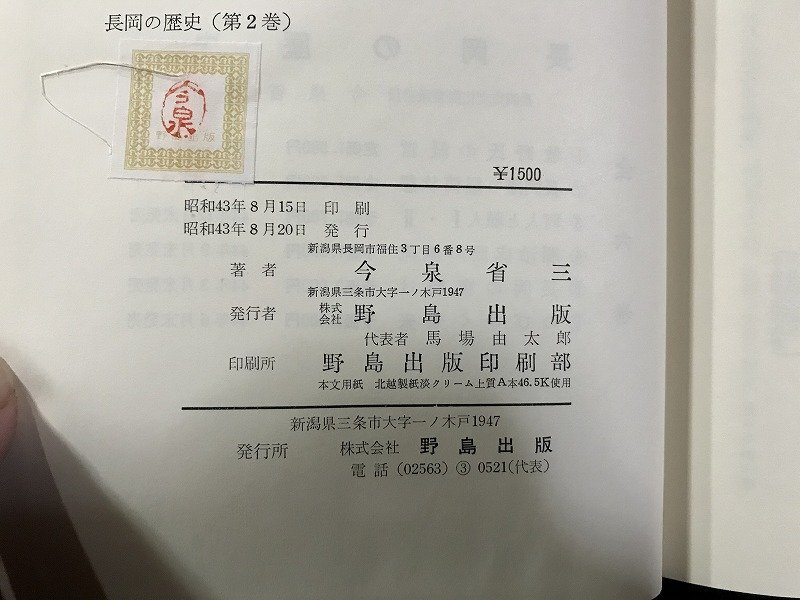 長岡の歴史(第2巻)
今泉
野島出版
¥1500
昭和43年8月15日 印刷
昭和43年8月20日 発行
新潟県長岡市福住3丁目6番8号
著者 今泉省三
新潟県三条市大字一ノ木戸1947
発行者 株式会社 野島出版
代表者 馬場由太郎
印刷所 野島出版印刷部
本文用紙 北越製紙淡クリーム上質A本46.5K使用
新潟県三条市大字一ノ木戸1947
発行所 株式会社 野島出版
電話 (02563) ③ 0521(代表)